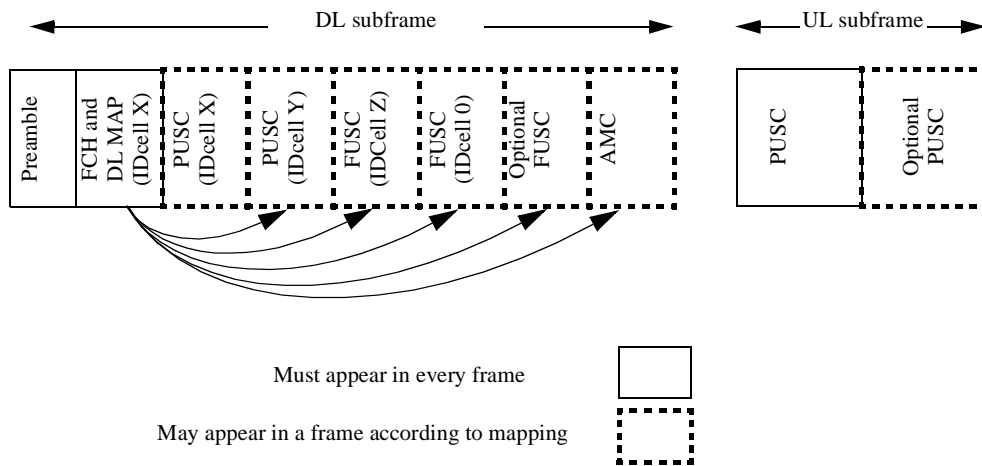 DL subframe
UL subframe
Preamble
FCH and
DL MAP
(IDcell X)
PUSC
(IDcell X)
PUSC
(IDcell Y)
FUSC
(IDCell Z)
FUSC
(IDcell 0)
Optional
FUSC
AMC
PUSC
Optional
PUSC
Must appear in every frame
May appear in a frame according to mapping